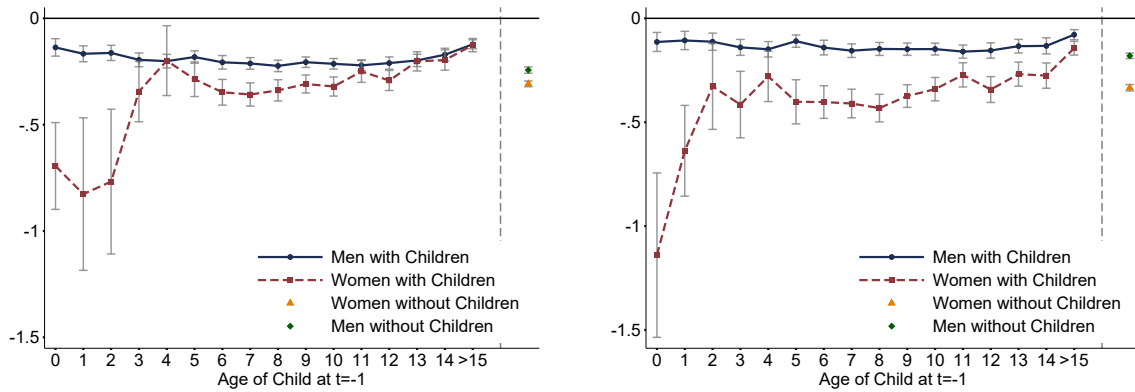 0
-.5
-1
-1.5
0 1 2 3 4 5 6 7 8 9 10 11 12 13 14 >15
Age of Child at t=-1
Men with Children
Women with Children
Women without Children
Men without Children
0
-.5
-1
-1.5
0 1 2 3 4 5 6 7 8 9 10 11 12 13 14 >15
Age of Child at t=-1
Men with Children
Women with Children
Women without Children
Men without Children